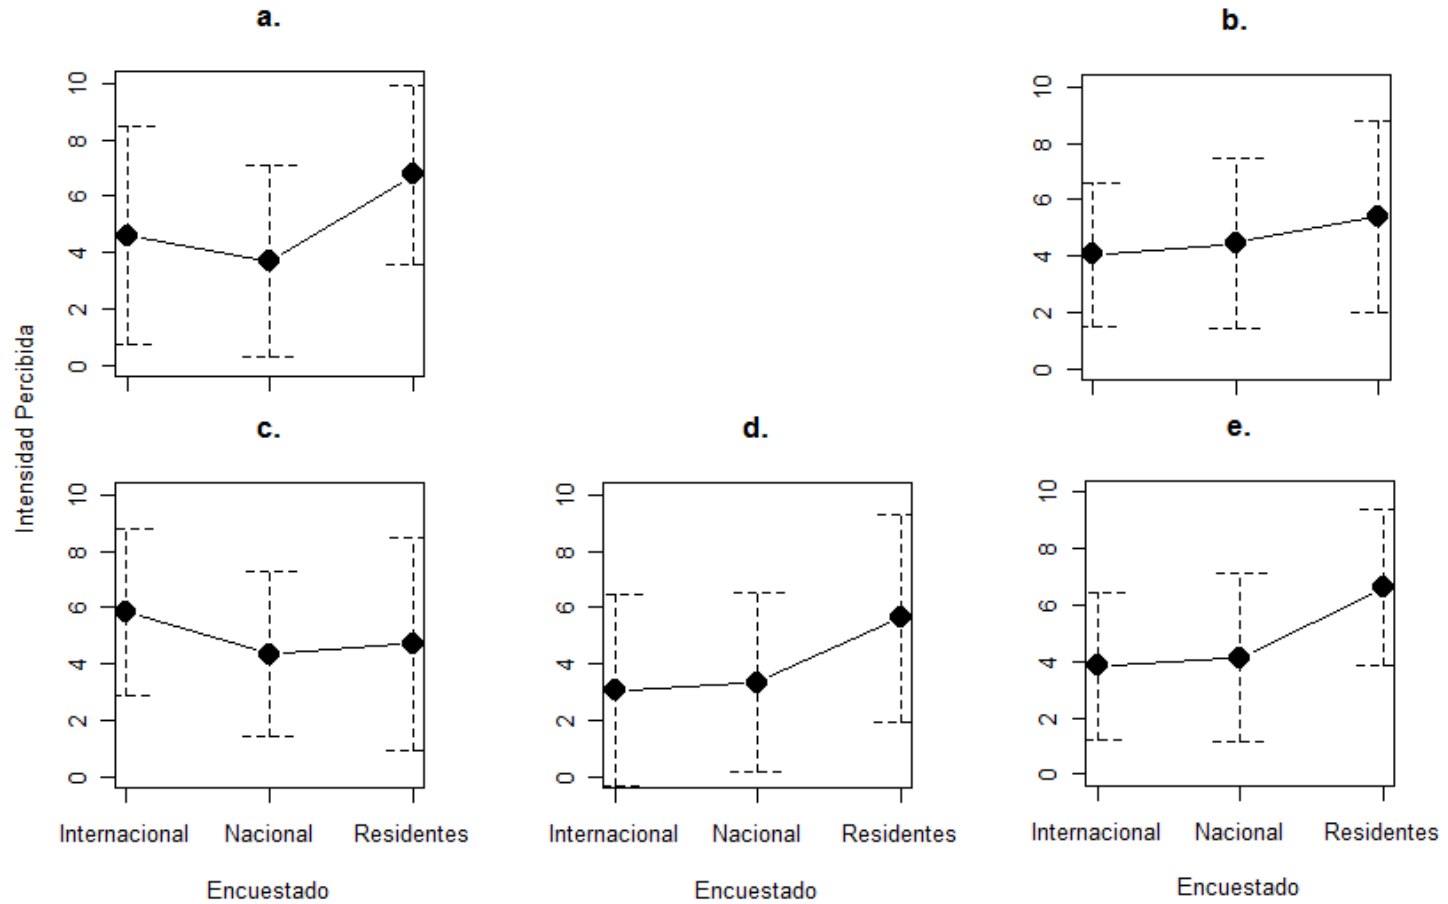 a.
10
8
6
4
2
0
b.
10
8
6
4
2
0
Intensidad Percibida
c.
10
8
6
4
2
0
Internacional Nacional Residentes
Encuestado
d.
10
8
6
4
2
0
Internacional Nacional Residentes
Encuestado
e.
10
8
6
4
2
0
Internacional Nacional Residentes
Encuestado